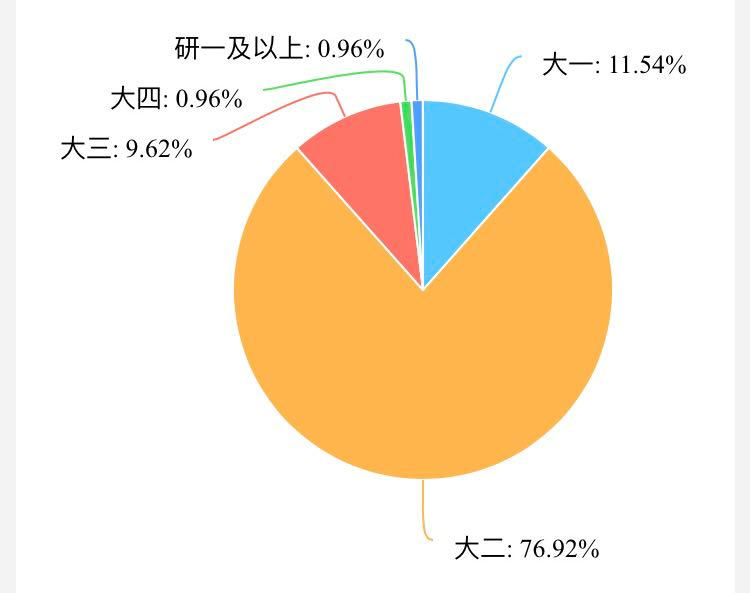 研一及以上: 0.96%
大一: 11.54%
大四: 0.96%
大三: 9.62%
大二: 76.92%